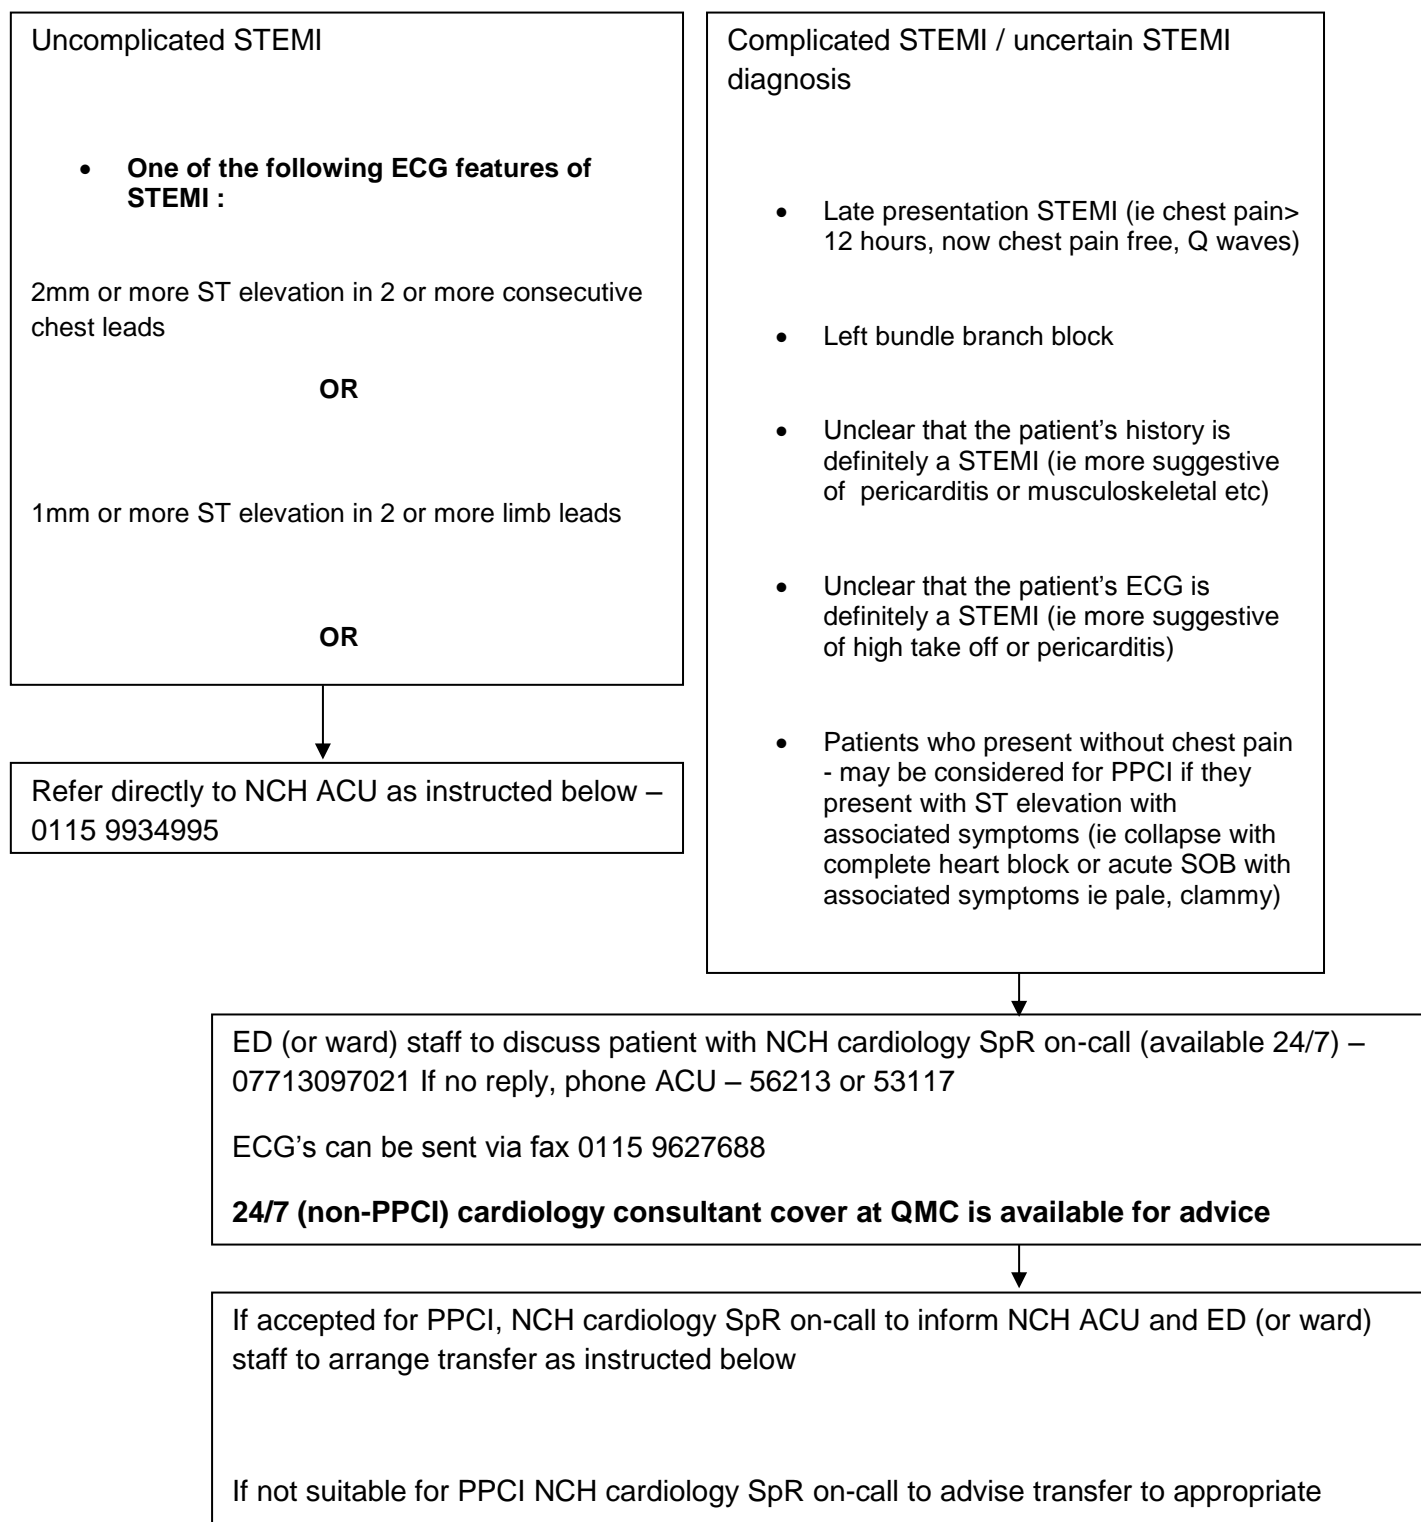 Uncomplicated STEMI
• One of the following ECG features of
STEMI :
2mm or more ST elevation in 2 or more consecutive
chest leads
OR
1mm or more ST elevation in 2 or more limb leads
OR
Refer directly to NCH ACU as instructed below –
0115 9934995
Complicated STEMI / uncertain STEMI
diagnosis
• Late presentation STEMI (ie chest pain>
12 hours, now chest pain free, Q waves)
• Left bundle branch block
• Unclear that the patient’s history is
definitely a STEMI (ie more suggestive
of  pericarditis or musculoskeletal etc)
• Unclear that the patient’s ECG is
definitely a STEMI (ie more suggestive
of high take off or pericarditis)
• Patients who present without chest pain
- may be considered for PPCI if they
present with ST elevation with
associated symptoms (ie collapse with
complete heart block or acute SOB with
associated symptoms ie pale, clammy)
ED (or ward) staff to discuss patient with NCH cardiology SpR on-call (available 24/7) –
07713097021 If no reply, phone ACU – 56213 or 53117
ECG’s can be sent via fax 0115 9627688
24/7 (non-PPCI) cardiology consultant cover at QMC is available for advice
If accepted for PPCI, NCH cardiology SpR on-call to inform NCH ACU and ED (or ward)
staff to arrange transfer as instructed below
If not suitable for PPCI NCH cardiology SpR on-call to advise transfer to appropriate